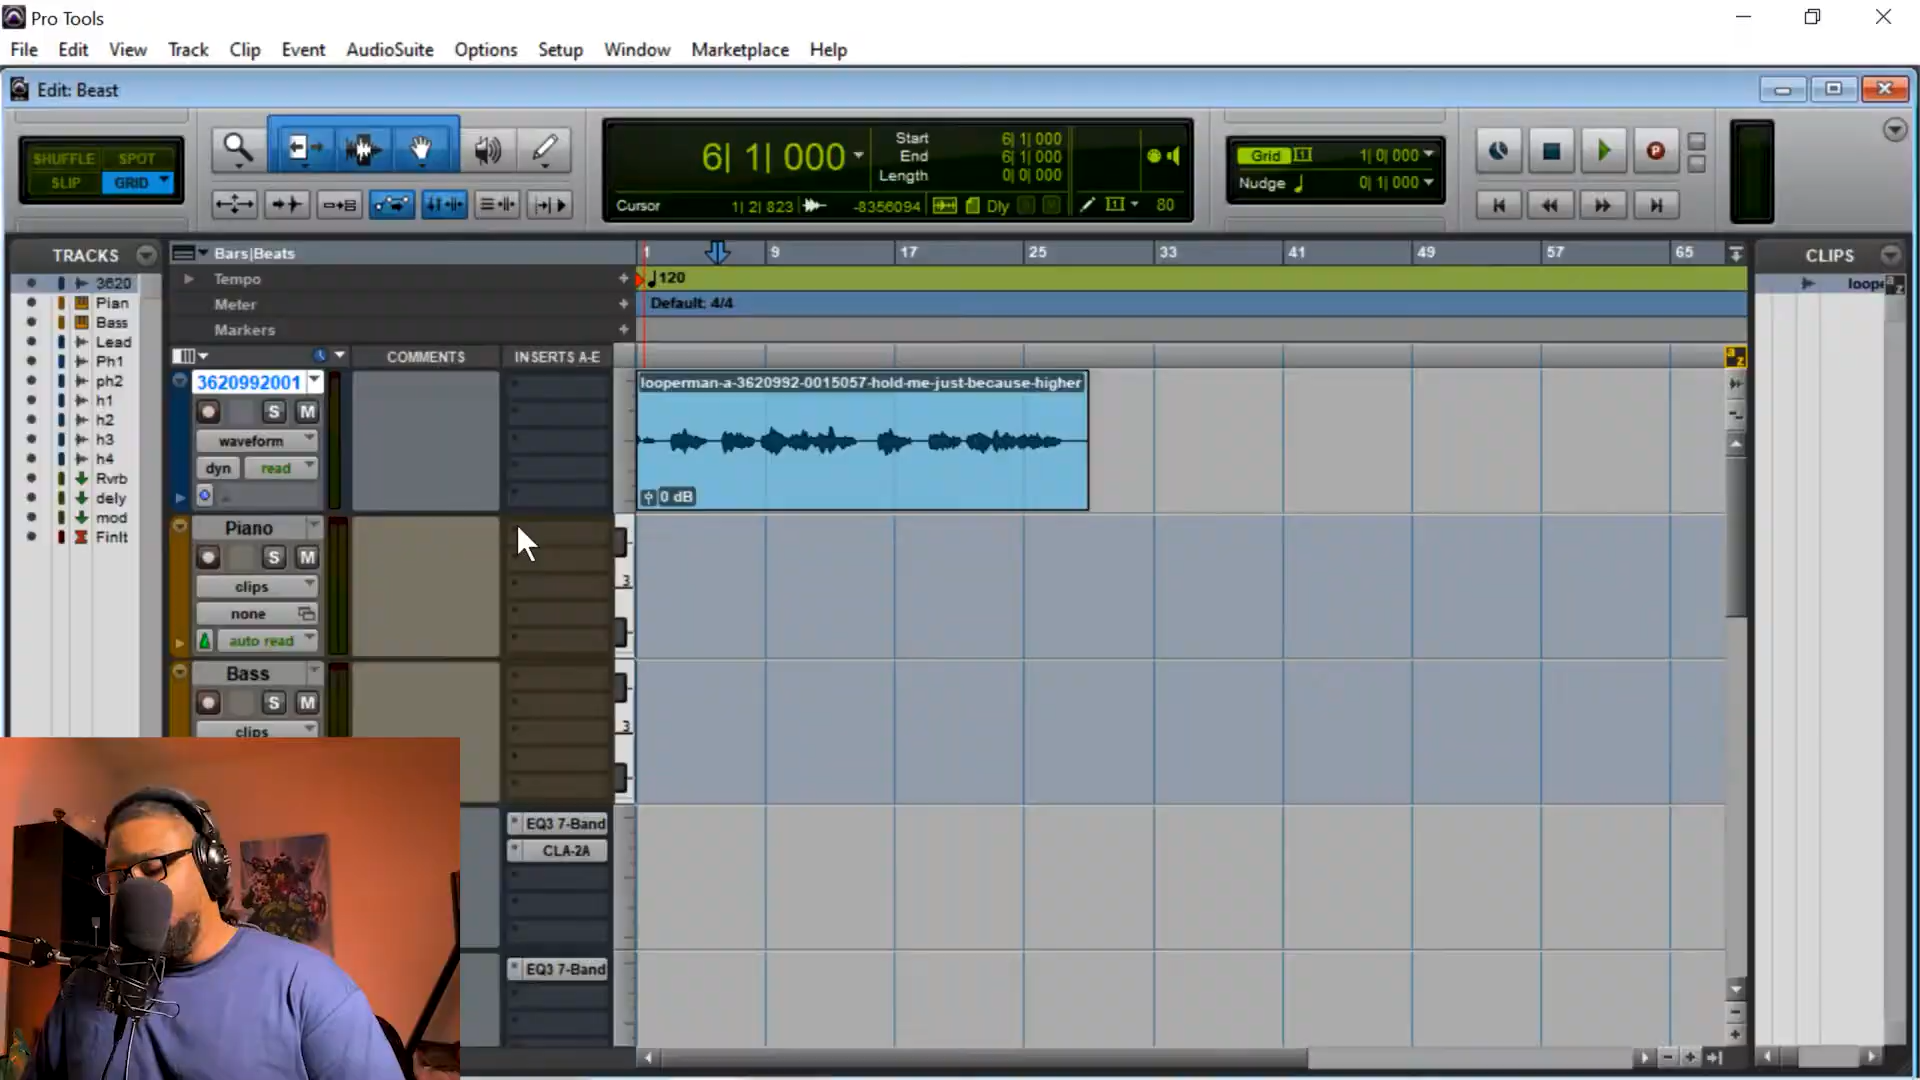 Pro Tools
File Edit View Track Clip Event AudioSuite Options Setup Window Marketplace Help
Edit: Beast
SHUFFLE SPOT
SLIP GRID
6| 1| 000
Start 6| 1| 000
End 6| 1| 000
Length 0| 0| 000
Cursor 1| 2| 823 -8356094 Dly 80
Grid 1| 0| 000
Nudge 0| 1| 000
TRACKS
3620
Pian
Bass
Lead
Ph1
ph2
h1
h2
h3
h4
Rvrb
dely
mod
FinIt
Bars|Beats
1 9 17 25 33 41 49 57 65
Tempo
120
Meter
Default: 4/4
Markers
COMMENTS INSERTS A-E
CLIPS
loope
a z
a z
3620992001
S M
waveform
dyn read
looperman-a-3620992-0015057-hold-me-just-because-higher
0 dB
Piano
S M
clips
none
auto read
3
Bass
S M
clips
3
EQ3 7-Band
CLA-2A
EQ3 7-Band